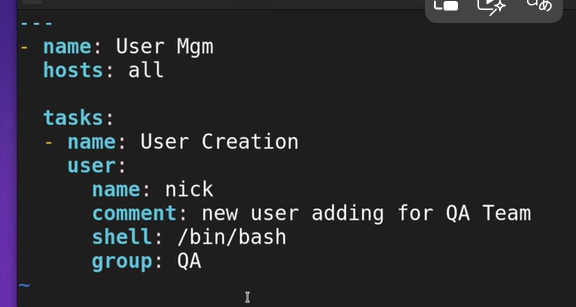 ---
- name: User Mgm
hosts: all
tasks:
- name: User Creation
user:
name: nick
comment: new user adding for QA Team
shell: /bin/bash
group: QA
~